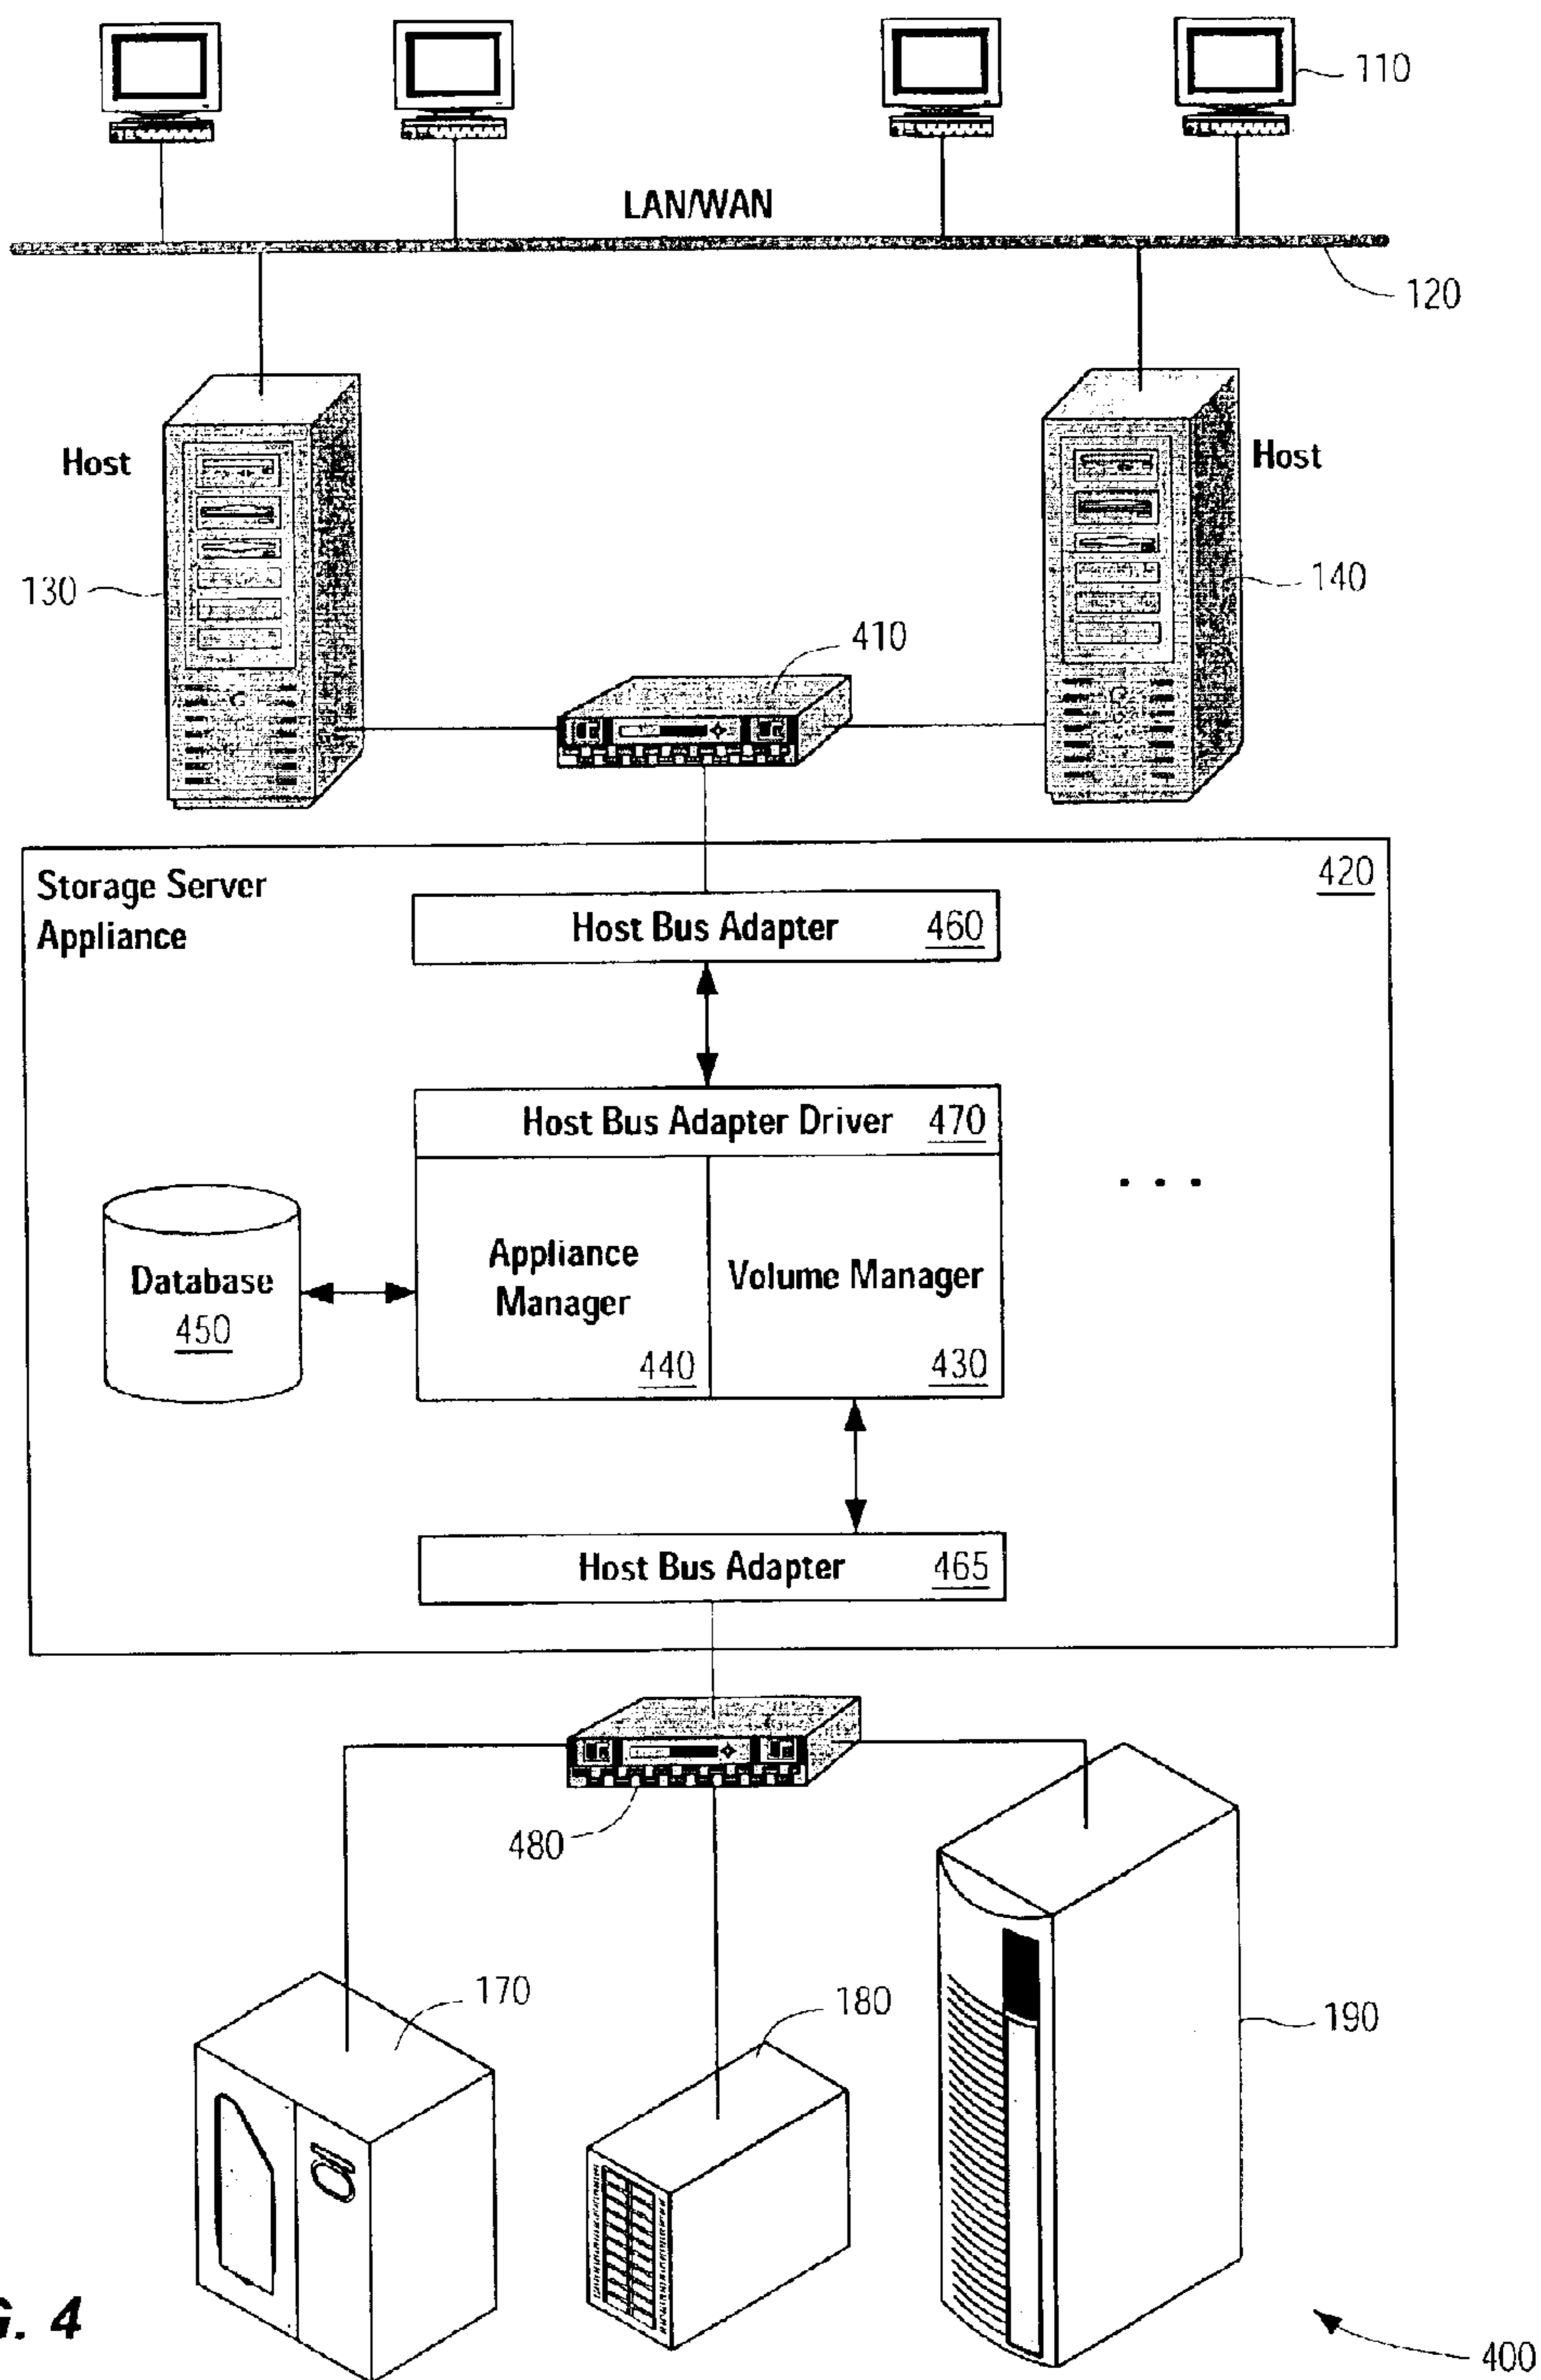 110
LAN/WAN
120
Host
Host
130
140
410
Storage Server
Appliance
420
Host Bus Adapter 460
Host Bus Adapter Driver 470
. . .
Database
450
Appliance
Manager
440
Volume Manager
430
Host Bus Adapter 465
480
170
180
190
G. 4
400